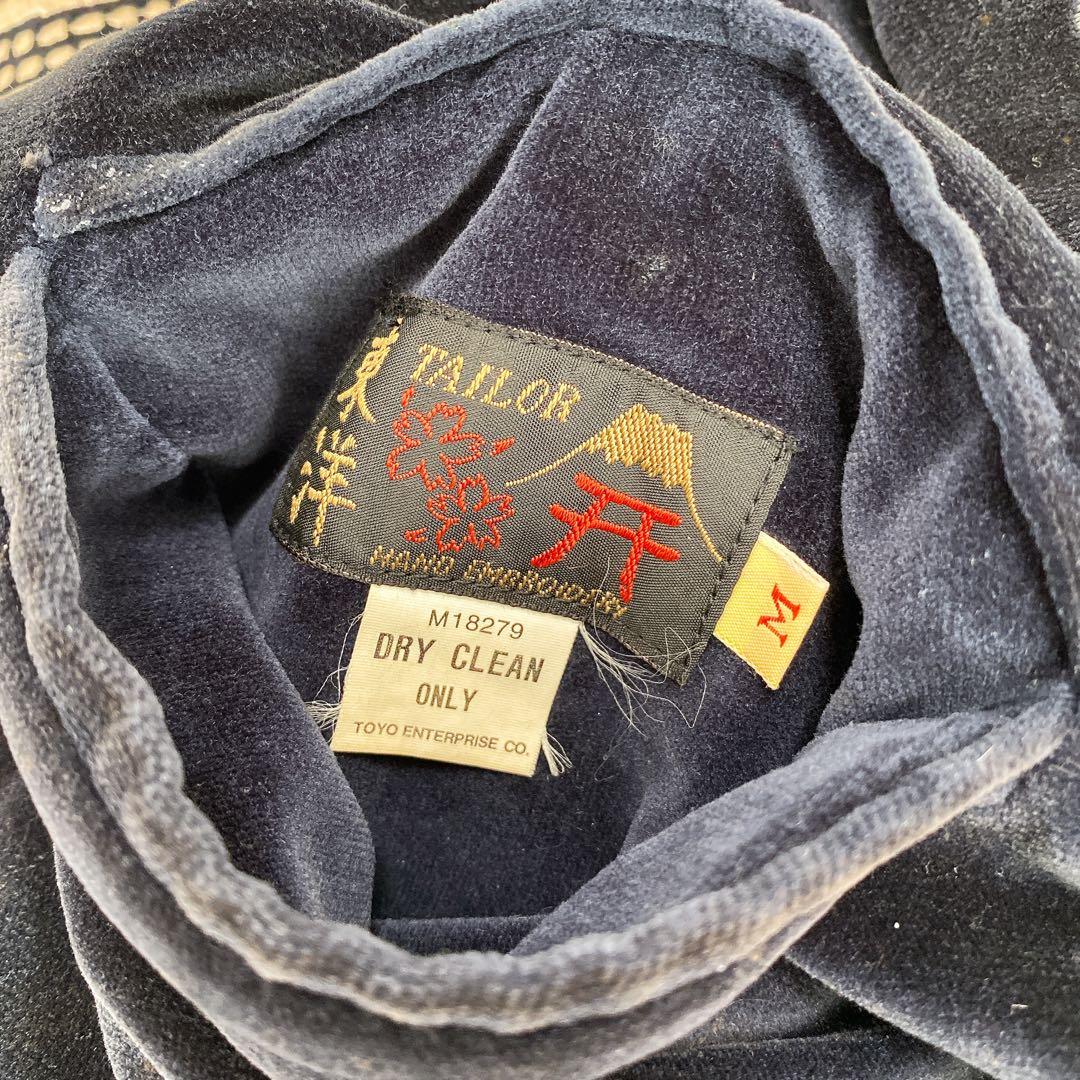 東洋
TAILOR
HAND EMBROIDERY
M
M18279
DRY CLEAN
ONLY
TOYO ENTERPRISE CO.